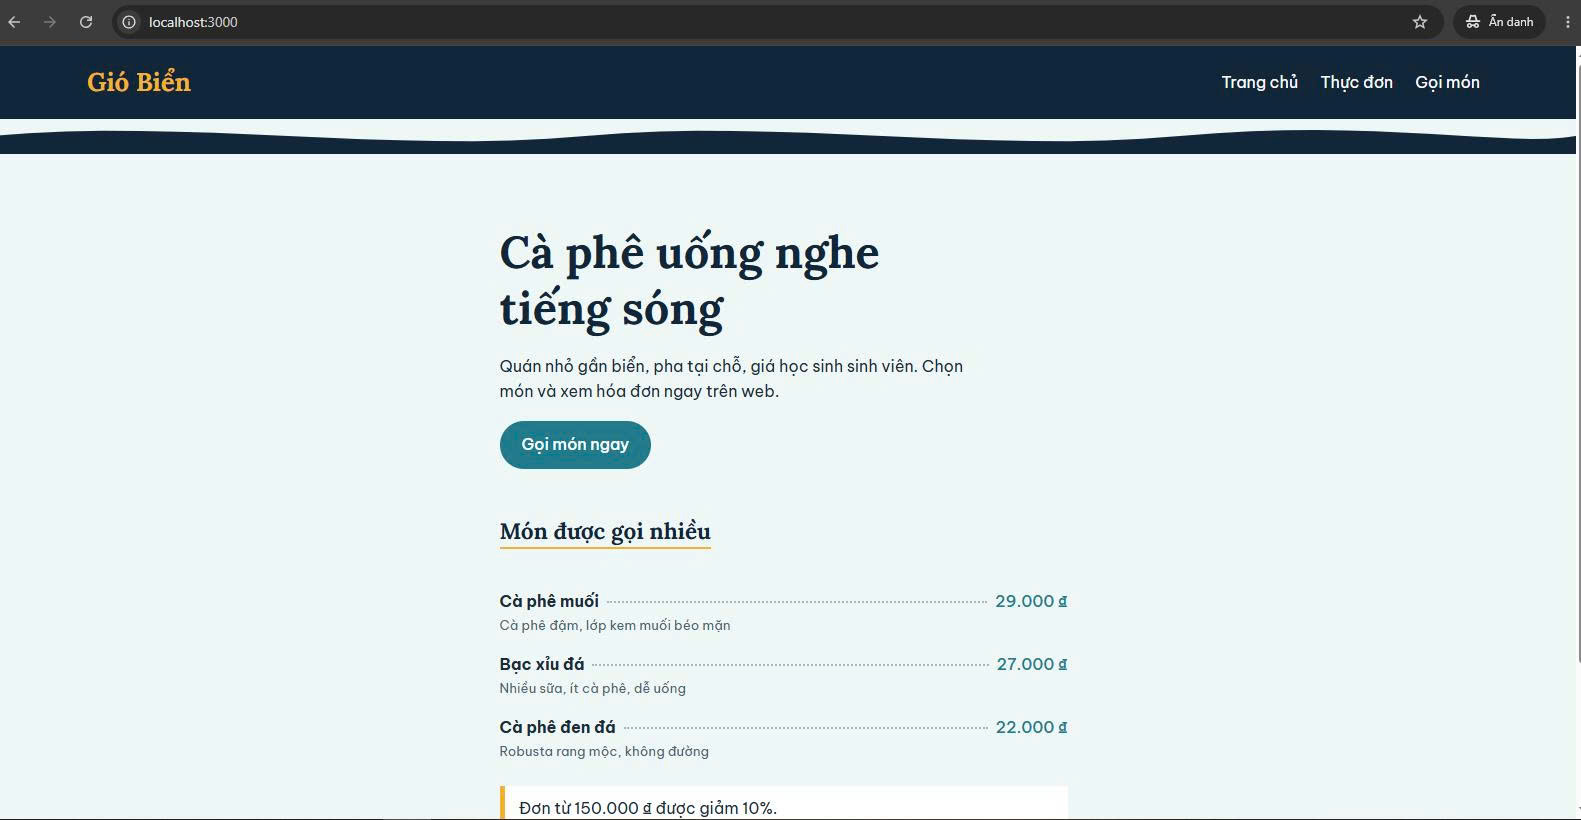 localhost:3000
Ẩn danh
Gió Biển
Trang chủ Thực đơn Gọi món
Cà phê uống nghe
tiếng sóng
Quán nhỏ gần biển, pha tại chỗ, giá học sinh sinh viên. Chọn
món và xem hóa đơn ngay trên web.
Gọi món ngay
Món được gọi nhiều
Cà phê muối 29.000 ₫
Cà phê đậm, lớp kem muối béo mặn
Bạc xỉu đá 27.000 ₫
Nhiều sữa, ít cà phê, dễ uống
Cà phê đen đá 22.000 ₫
Robusta rang mộc, không đường
Đơn từ 150.000 ₫ được giảm 10%.